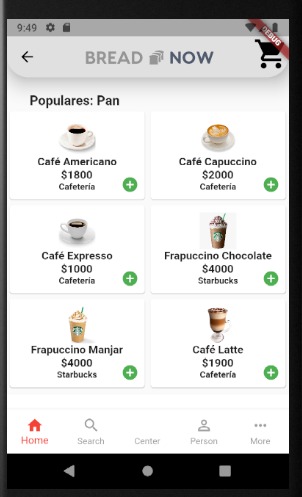 9:49
DEBUG
BREAD NOW
Populares: Pan
Café Americano
$1800
Cafetería
Café Capuccino
$2000
Cafetería
Café Expresso
$1000
Cafetería
Frapuccino Chocolate
$4000
Starbucks
Frapuccino Manjar
$4000
Starbucks
Café Latte
$1900
Cafetería
Home
Search
Center
Person
More